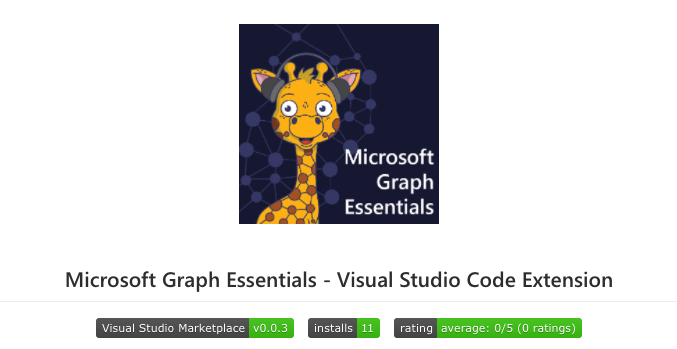 Microsoft
Graph
Essentials
Microsoft Graph Essentials - Visual Studio Code Extension
Visual Studio Marketplace v0.0.3 installs 11 rating average: 0/5 (0 ratings)